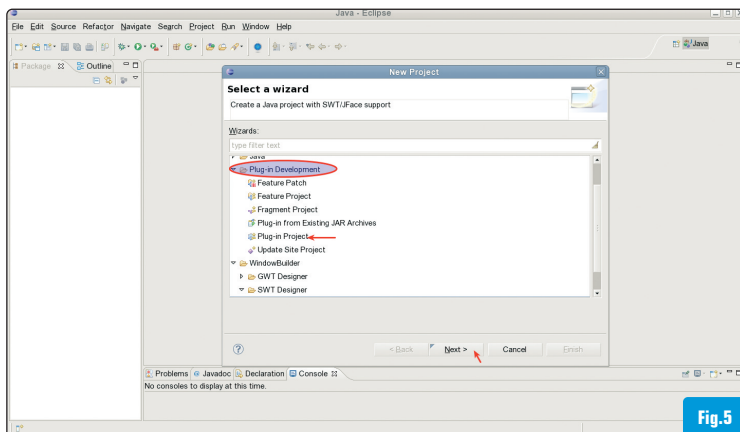 Java - Eclipse
File Edit Source Refactor Navigate Search Project Run Window Help
Java
Package Outline
New Project
Select a wizard
Create a Java project with SWT/JFace support
Wizards:
type filter text
Java
Plug-in Development
Feature Patch
Feature Project
Fragment Project
Plug-in from Existing JAR Archives
Plug-in Project
Update Site Project
WindowBuilder
GWT Designer
SWT Designer
< Back Next > Cancel Finish
Problems @ Javadoc Declaration Console
No consoles to display at this time.
Fig.5